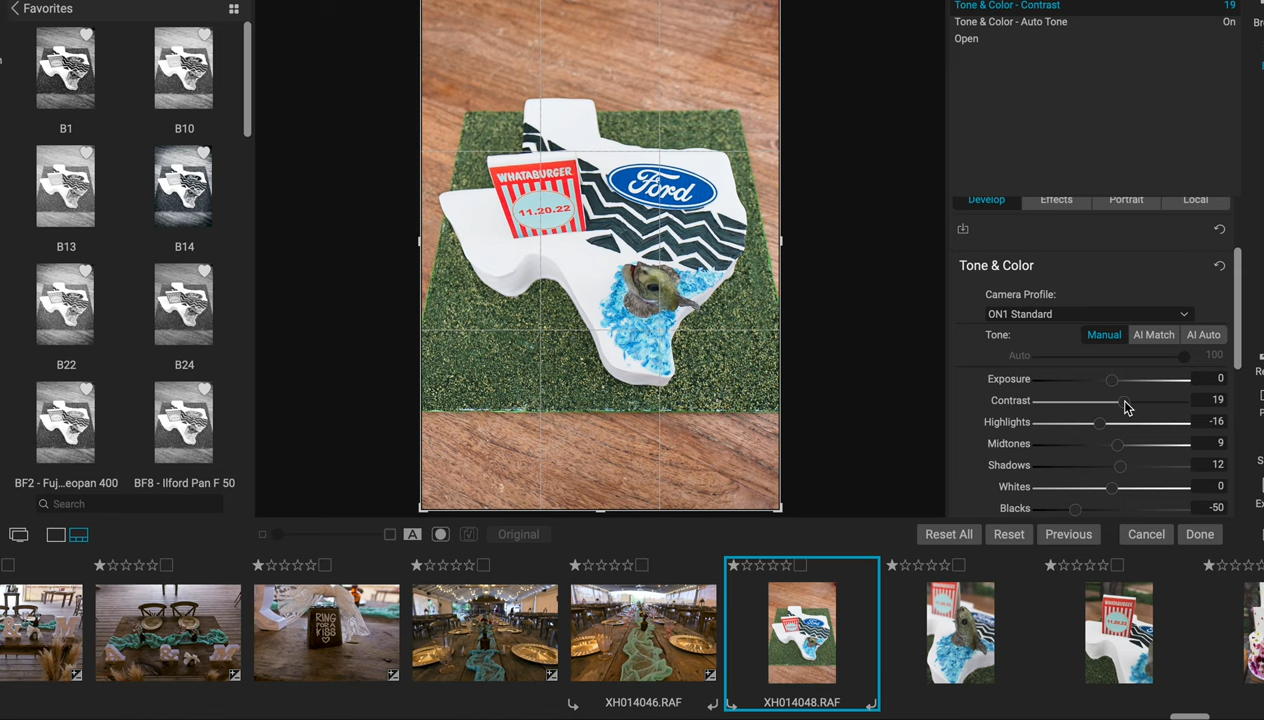 Favorites
B1
B10
B13
B14
B22
B24
BF2 - Fuj...eopan 400
BF8 - Ilford Pan F 50
Search
WHATABURGER
11.20.22
Ford
Tone & Color - Contrast 19
Tone & Color - Auto Tone On
Open
Develop Effects Portrait Local
Tone & Color
Camera Profile:
ON1 Standard
Tone: Manual AI Match AI Auto
Auto 100
Exposure 0
Contrast 19
Highlights -16
Midtones 9
Shadows 12
Whites 0
Blacks -50
A
Original
Reset All Reset Previous Cancel Done
RING FOR A KISS
XH014046.RAF
XH014048.RAF